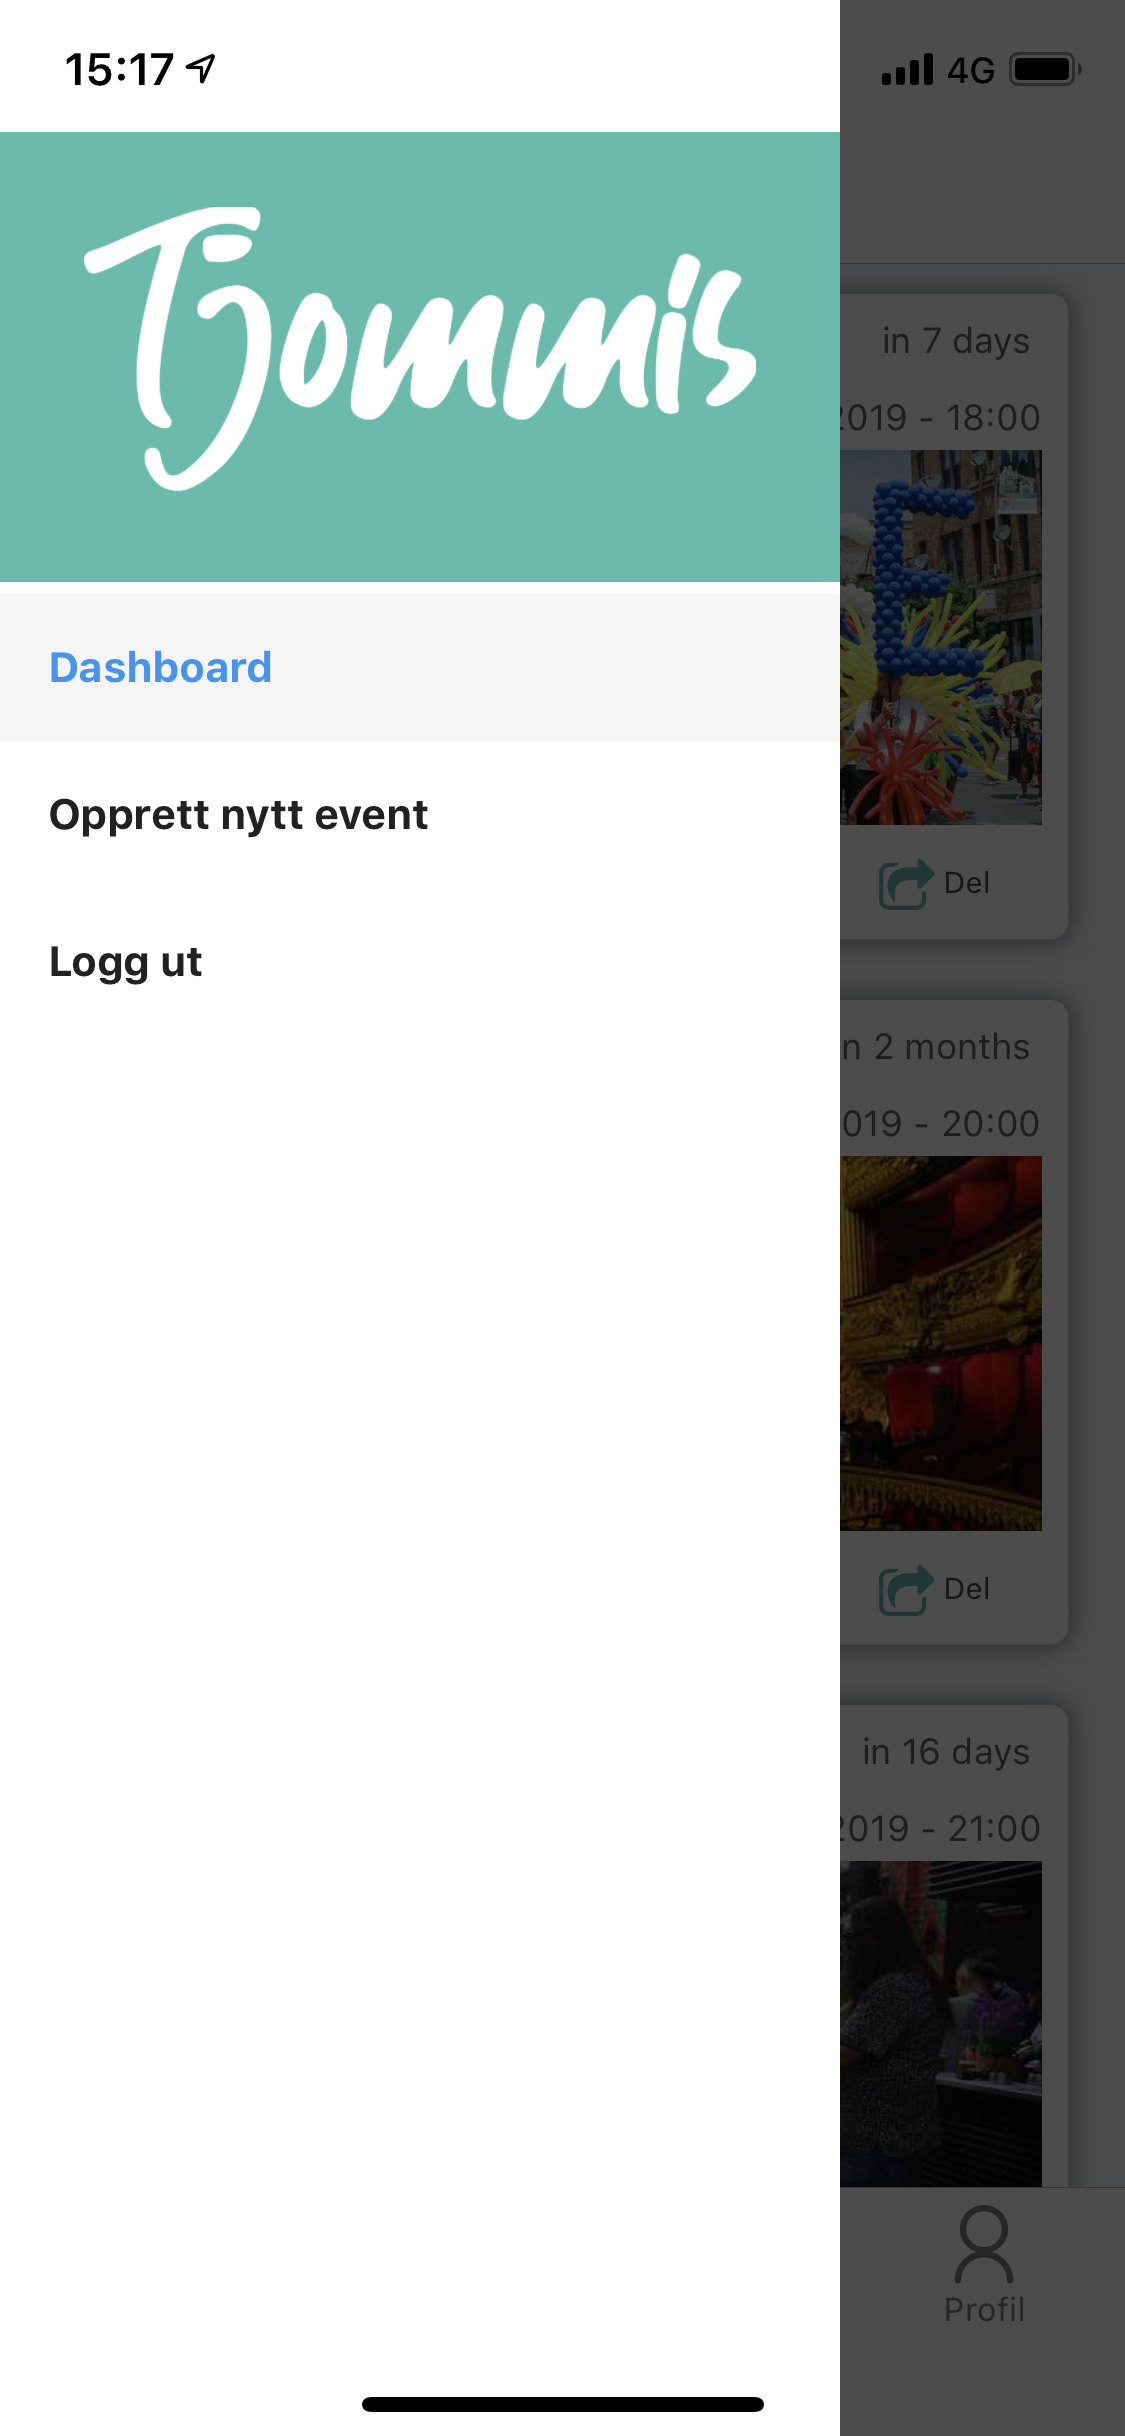 15:17
4G
Tjommis
Dashboard
Opprett nytt event
Logg ut
in 7 days
2019 - 18:00
Del
n 2 months
019 - 20:00
Del
in 16 days
2019 - 21:00
Profil